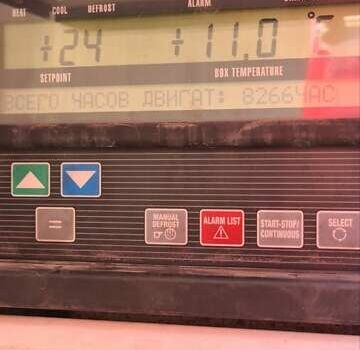 HEAT COOL DEFROST ALARM
+24 +11.0 °C
SETPOINT BOX TEMPERATURE
ВСЕГО ЧАСОВ ДВИГАТ: 8266ЧАС
MANUAL DEFROST
ALARM LIST
START-STOP/
CONTINUOUS
SELECT